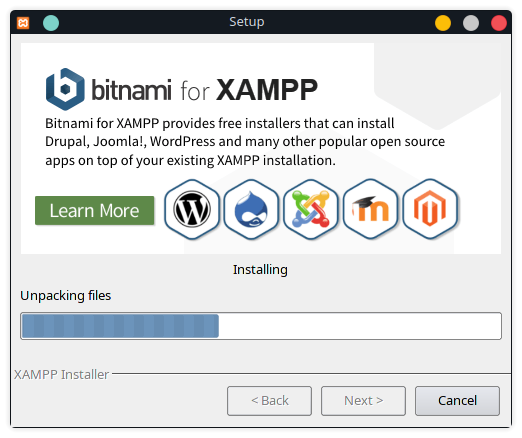 Setup
bitnami for XAMPP
Bitnami for XAMPP provides free installers that can install
Drupal, Joomla!, WordPress and many other popular open source
apps on top of your existing XAMPP installation.
Learn More
Installing
Unpacking files
XAMPP Installer
< Back
Next >
Cancel